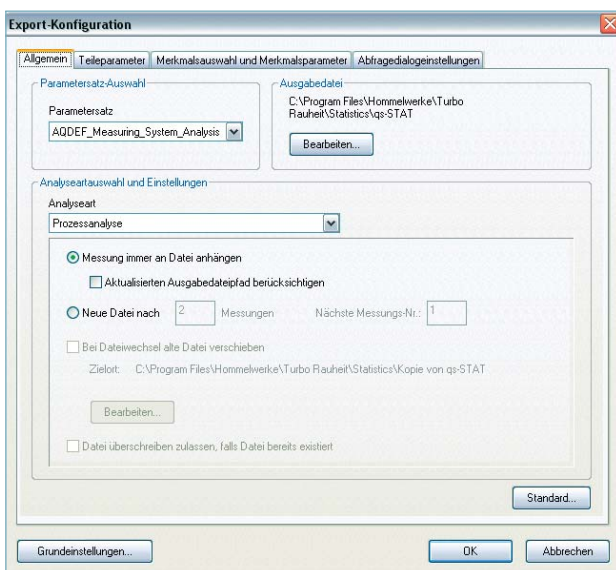 Export-Konfiguration
Allgemein
Teileparameter
Merkmalsauswahl und Merkmalsparameter
Abfragedialogeinstellungen
Parametersatz-Auswahl
Parametersatz
AQDEF_Measuring_System_Analysis
Ausgabedatei
C:\Program Files\Hommelwerke\Turbo
Rauheit\Statistics\qs-STAT
Bearbeiten...
Analyseartauswahl und Einstellungen
Analyseart
Prozessanalyse
Messung immer an Datei anhängen
Aktualisierten Ausgabedateipfad berücksichtigen
Neue Datei nach 2 Messungen Nächste Messungs-Nr.: 1
Bei Dateiwechsel alte Datei verschieben
Zielort: C:\Program Files\Hommelwerke\Turbo Rauheit\Statistics\Kopie von qs-STAT
Bearbeiten...
Datei überschreiben zulassen, falls Datei bereits existiert
Standard...
Grundeinstellungen...
OK
Abbrechen